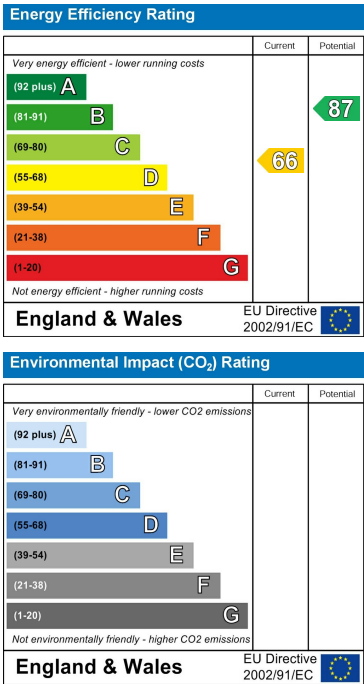 Energy Efficiency Rating
Current Potential
Very energy efficient - lower running costs
(92 plus) A
(81-91) B
87
(69-80) C
66
(55-68) D
(39-54) E
(21-38) F
(1-20) G
Not energy efficient - higher running costs
England & Wales
EU Directive
2002/91/EC
Environmental Impact (CO₂) Rating
Current Potential
Very environmentally friendly - lower CO2 emissions
(92 plus) A
(81-91) B
(69-80) C
(55-68) D
(39-54) E
(21-38) F
(1-20) G
Not environmentally friendly - higher CO2 emissions
England & Wales
EU Directive
2002/91/EC